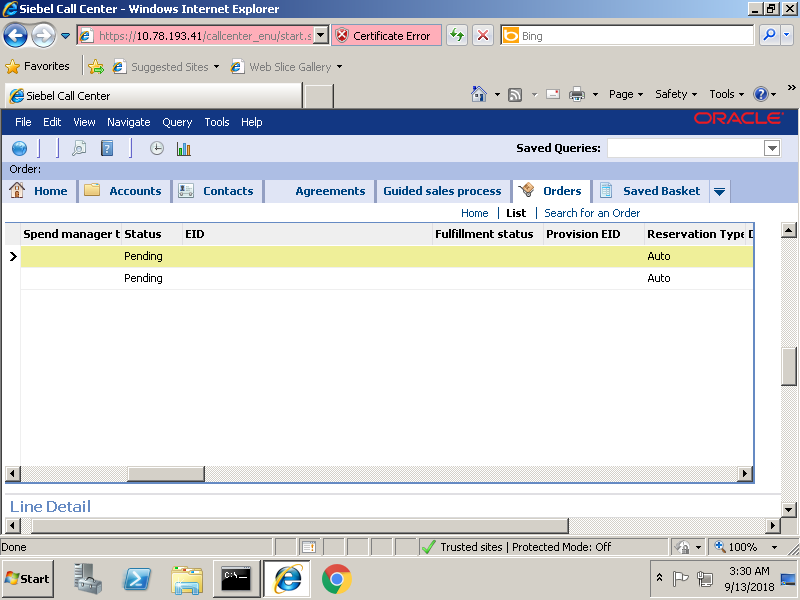 Siebel Call Center - Windows Internet Explorer
https://10.78.193.41/callcenter_enu/start.s
Certificate Error
Bing
Favorites
Suggested Sites
Web Slice Gallery
Siebel Call Center
Page
Safety
Tools
»
File Edit View Navigate Query Tools Help
ORACLE
Saved Queries:
Order:
Home
Accounts
Contacts
Agreements
Guided sales process
Orders
Saved Basket
Home | List | Search for an Order
Spend manager t Status EID Fulfillment status Provision EID Reservation Type
Pending Auto
Pending Auto
Line Detail
Done
Trusted sites | Protected Mode: Off
100%
Start
3:30 AM
9/13/2018